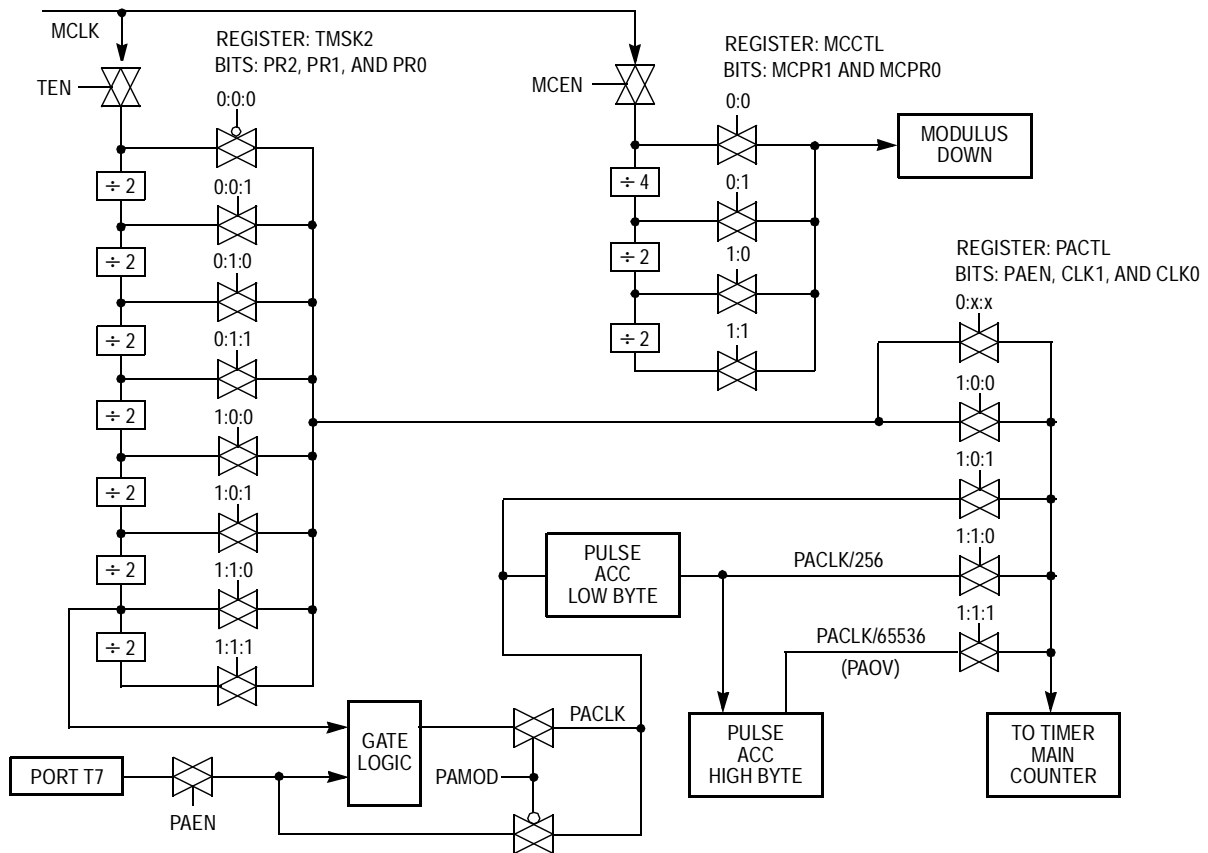 MCLK
REGISTER: TMSK2
BITS: PR2, PR1, AND PR0
TEN
0:0:0
÷ 2
0:0:1
÷ 2
0:1:0
÷ 2
0:1:1
÷ 2
1:0:0
÷ 2
1:0:1
÷ 2
1:1:0
÷ 2
1:1:1
REGISTER: MCCTL
BITS: MCPR1 AND MCPR0
MCEN
0:0
MODULUS
DOWN
÷ 4
0:1
÷ 2
1:0
÷ 2
1:1
REGISTER: PACTL
BITS: PAEN, CLK1, AND CLK0
0:x:x
1:0:0
1:0:1
PULSE
ACC
LOW BYTE
PACLK/256
1:1:0
PACLK/65536
(PAOV)
1:1:1
PORT T7
PAEN
GATE
LOGIC
PACLK
PAMOD
PULSE
ACC
HIGH BYTE
TO TIMER
MAIN
COUNTER